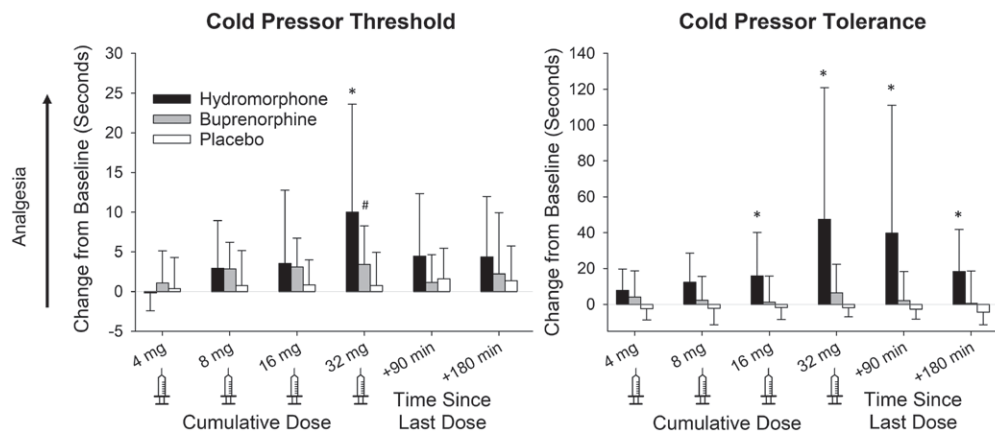 Cold Pressor Threshold
Analgesia
Change from Baseline (Seconds)
30
25
20
15
10
5
0
-5
Hydromorphone
Buprenorphine
Placebo
*
#
4 mg
8 mg
16 mg
32 mg
+90 min
+180 min
Cumulative Dose
Time Since
Last Dose
Cold Pressor Tolerance
Change from Baseline (Seconds)
140
120
100
80
60
40
20
0
*
*
*
*
4 mg
8 mg
16 mg
32 mg
+90 min
+180 min
Cumulative Dose
Time Since
Last Dose